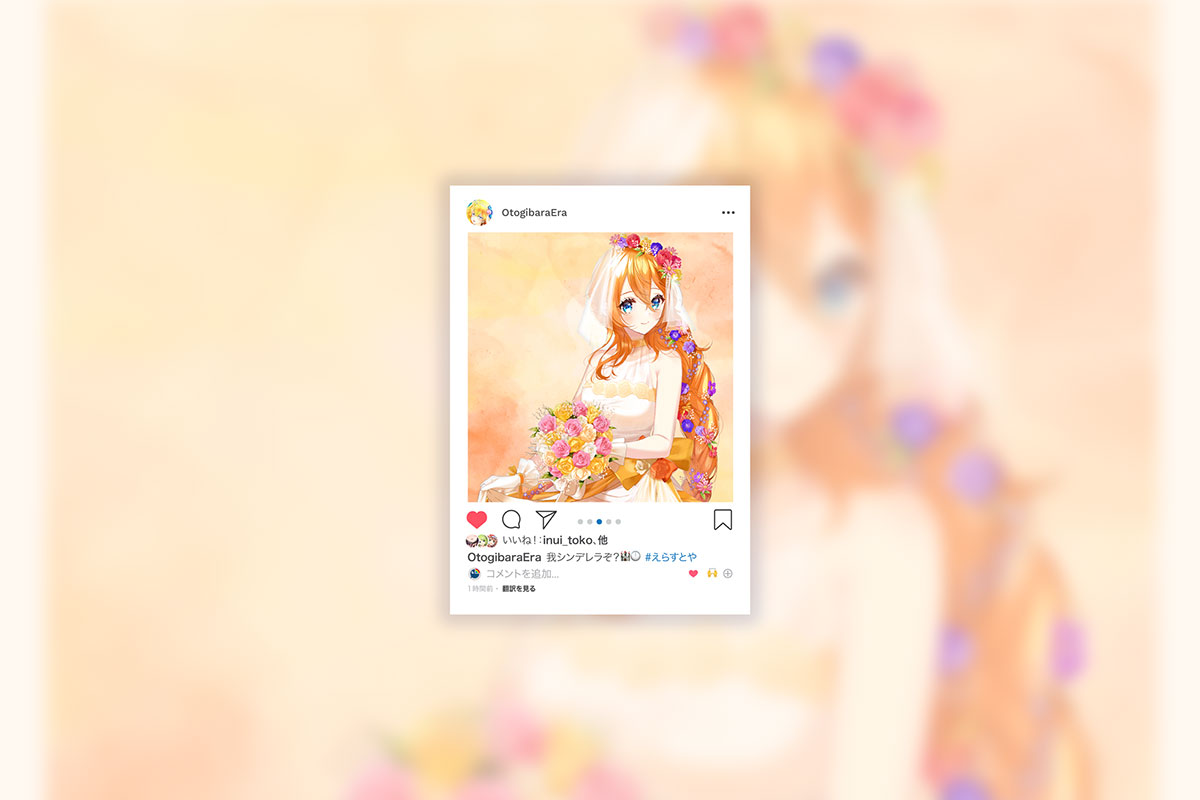 OtogibaraEra
いいね！：inui_toko、他
OtogibaraEra 我シンデレラぞ？🏰🕛 #えらすとや
コメントを追加...
1時間前・翻訳を見る